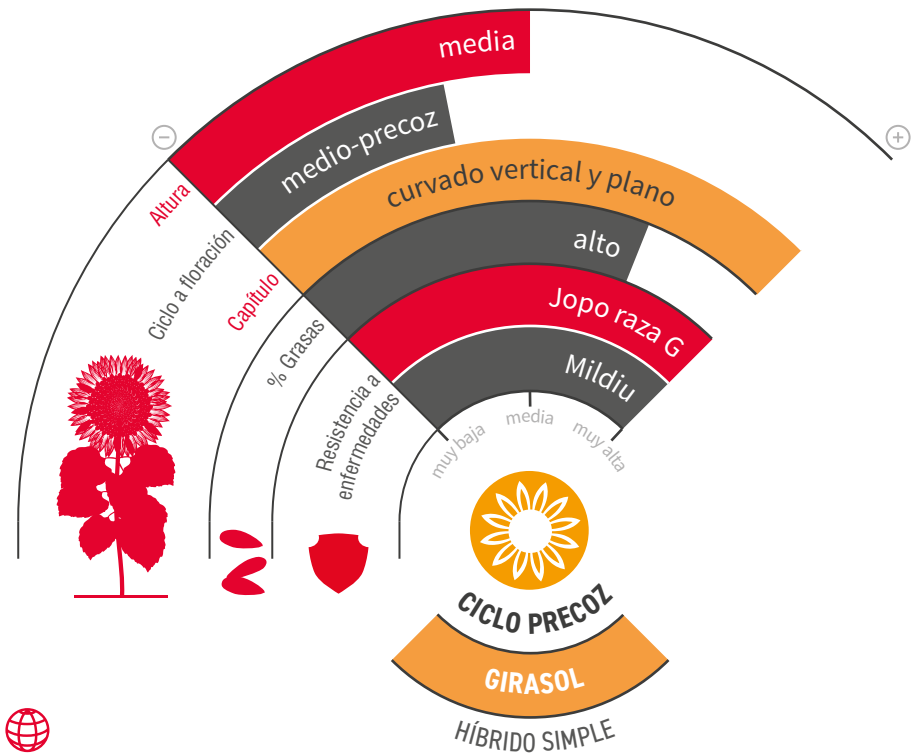 media
medio-precoz
curvado vertical y plano
alto
Jopo raza G
Mildiu
Altura
Ciclo a floración
Capítulo
% Grasas
Resistencia a
enfermedades
muy baja
media
muy alta
CICLO PRECOZ
GIRASOL
HÍBRIDO SIMPLE